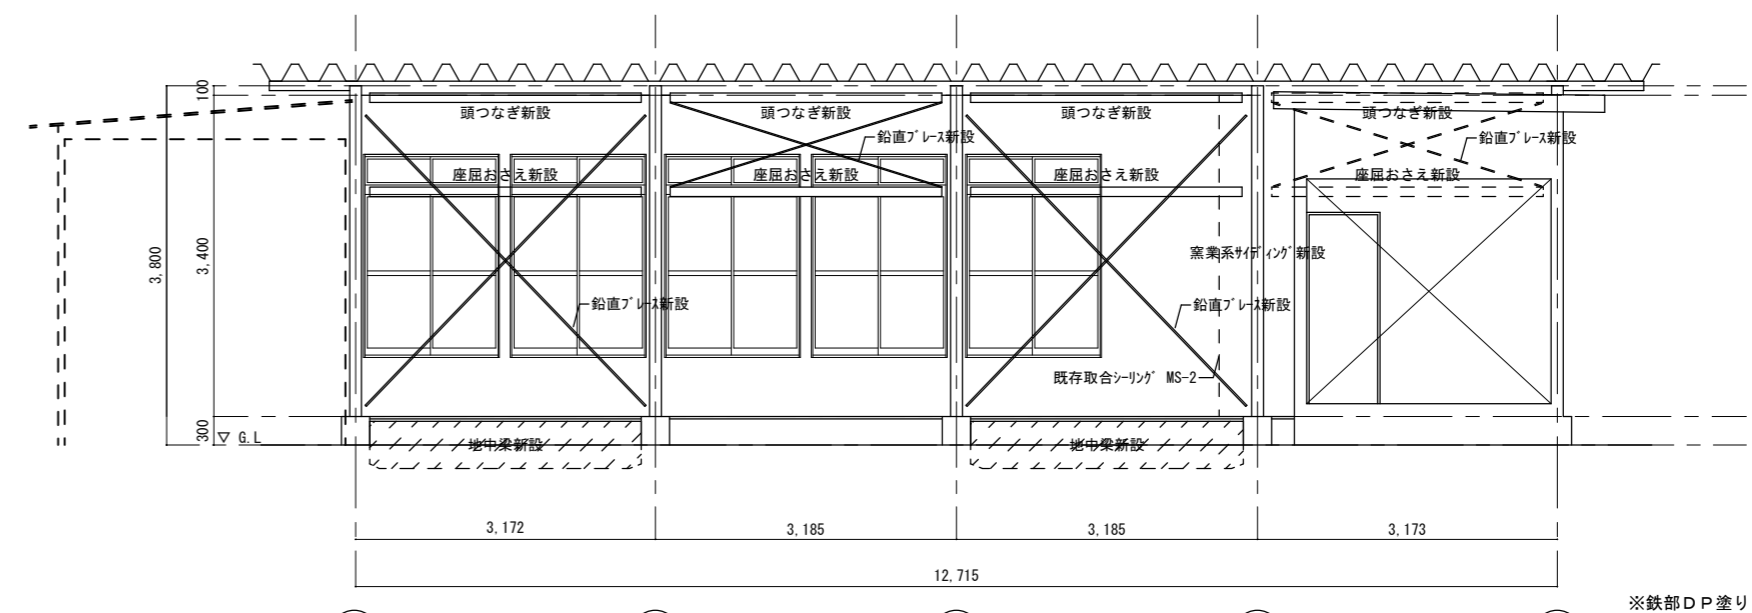 100
頭つなぎ新設
頭つなぎ新設
頭つなぎ新設
頭つなぎ新設
鉛直ブレース新設
鉛直ブレース新設
座屈おさえ新設
座屈おさえ新設
座屈おさえ新設
座屈おさえ新設
3,800
3,400
窯業系サイディング新設
鉛直ブレース新設
鉛直ブレース新設
既存取合シーリング MS-2
300
▽ G.L
地中梁新設
地中梁新設
3,172
3,185
3,185
3,173
12,715
※鉄部DP塗り